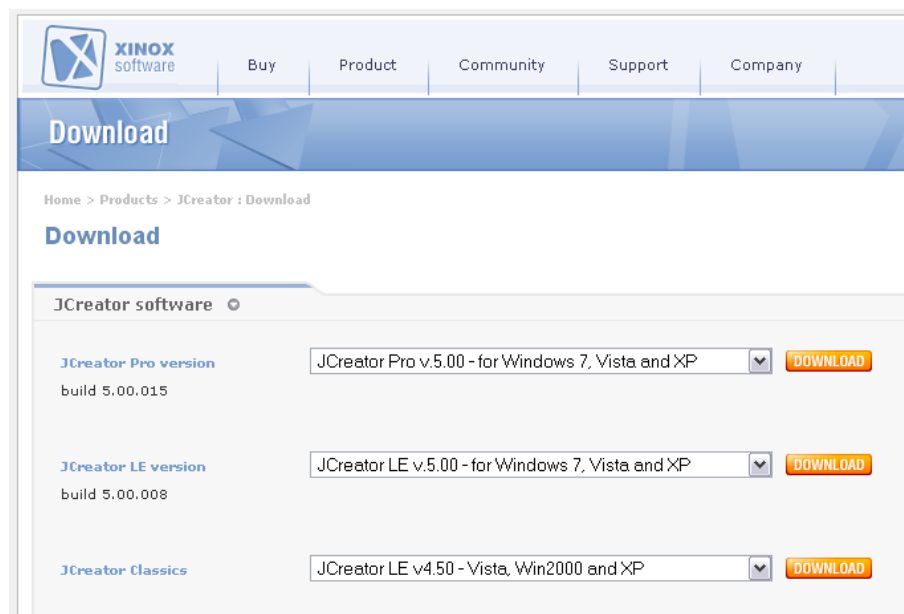 XINOX
software
Buy Product Community Support Company
Download
Home > Products > JCreator : Download
Download
JCreator software
JCreator Pro version
JCreator Pro v.5.00 - for Windows 7, Vista and XP
DOWNLOAD
build 5.00.015
JCreator LE version
JCreator LE v.5.00 - for Windows 7, Vista and XP
DOWNLOAD
build 5.00.008
JCreator Classics
JCreator LE v4.50 - Vista, Win2000 and XP
DOWNLOAD